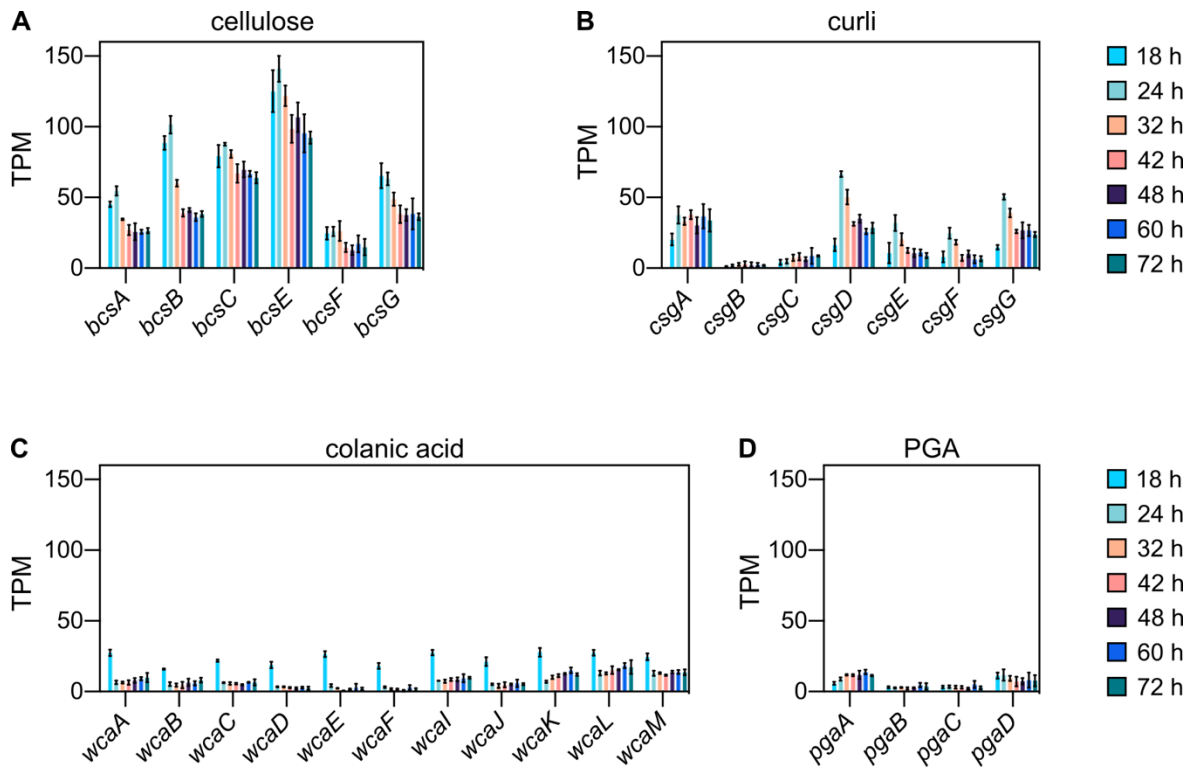 A
cellulose
TPM
150
100
50
0
bcsA
bcsB
bcsC
bcsE
bcsF
bcsG
B
curli
TPM
150
100
50
0
csgA
csgB
csgC
csgD
csgE
csgF
csgG
18 h
24 h
32 h
42 h
48 h
60 h
72 h
C
colanic acid
TPM
150
100
50
0
wcaA
wcaB
wcaC
wcaD
wcaE
wcaF
wcaI
wcaJ
wcaK
wcaL
wcaM
D
PGA
TPM
150
100
50
0
pgaA
pgaB
pgaC
pgaD
18 h
24 h
32 h
42 h
48 h
60 h
72 h